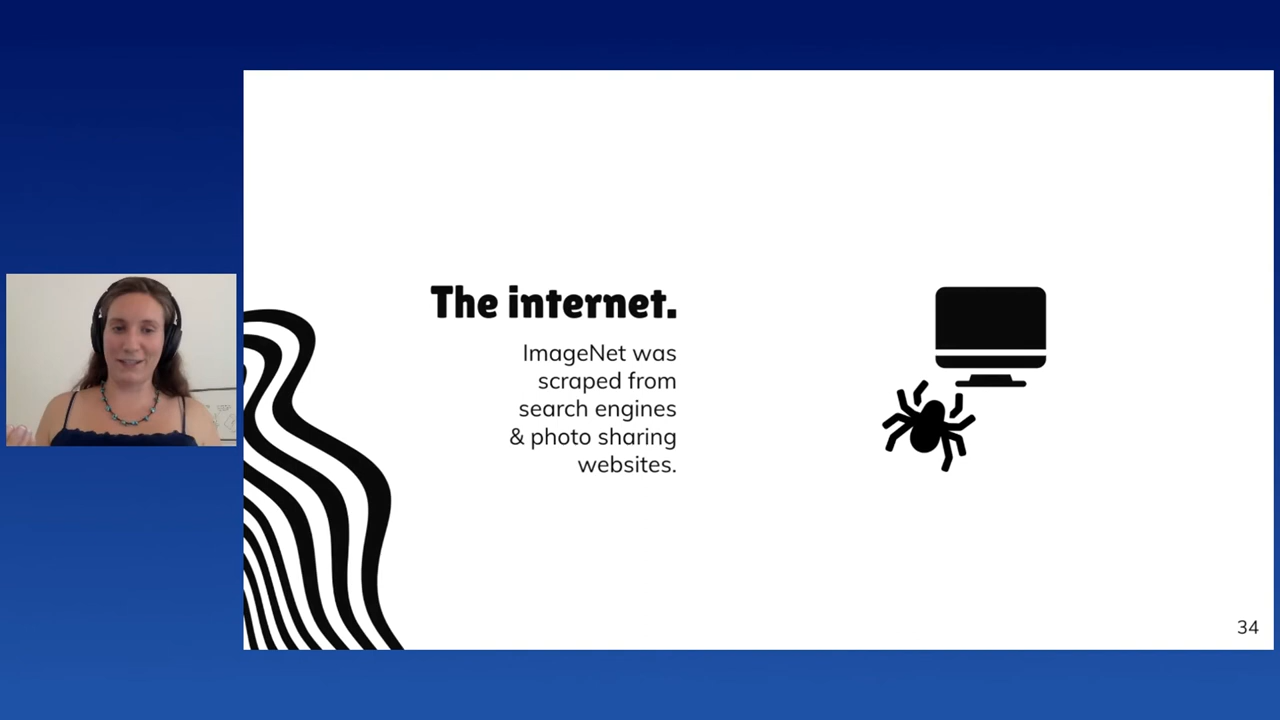 The internet.
ImageNet was
scraped from
search engines
& photo sharing
websites.
34